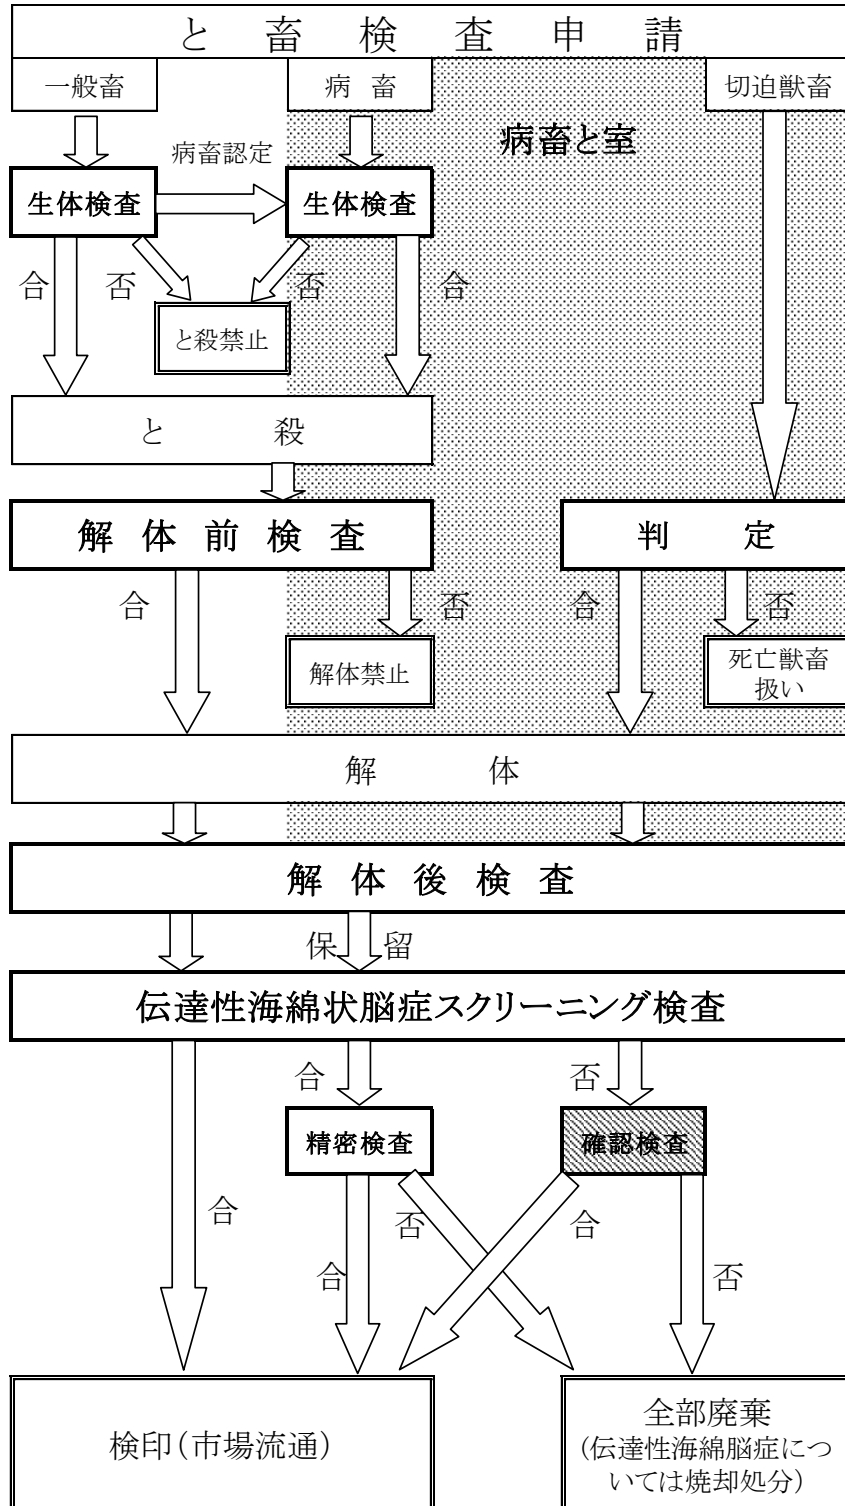 と畜検査申請
一般畜
病畜
切迫獣畜
病畜と室
病畜認定
生体検査
生体検査
合
否
否
合
と殺禁止
と殺
解体前検査
判定
合
否
合
否
解体禁止
死亡獣畜
扱い
解体
解体後検査
保留
伝達性海綿状脳症スクリーニング検査
合
否
精密検査
確認検査
合
否
合
合
否
検印(市場流通)
全部廃棄
(伝達性海綿脳症につ
いては焼却処分)